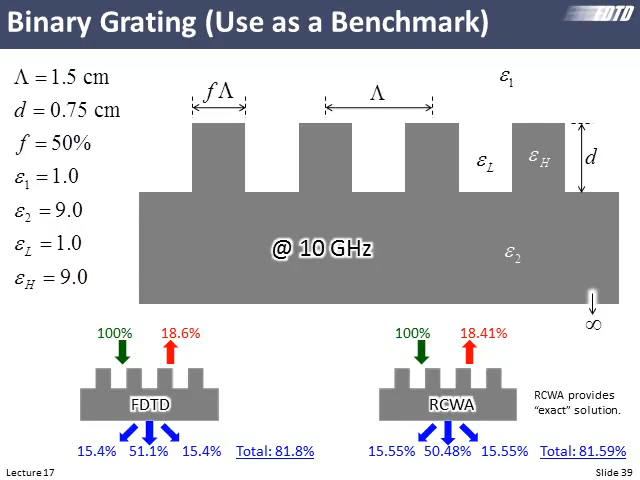 Binary Grating (Use as a Benchmark)
FDTD
Λ = 1.5 cm
d = 0.75 cm
f = 50%
ε1 = 1.0
ε2 = 9.0
εL = 1.0
εH = 9.0
fΛ
Λ
ε1
εL
εH
d
@ 10 GHz
ε2
∞
100%
18.6%
FDTD
15.4%
51.1%
15.4%
Total: 81.8%
100%
18.41%
RCWA
15.55%
50.48%
15.55%
Total: 81.59%
RCWA provides
“exact” solution.
Lecture 17
Slide 39